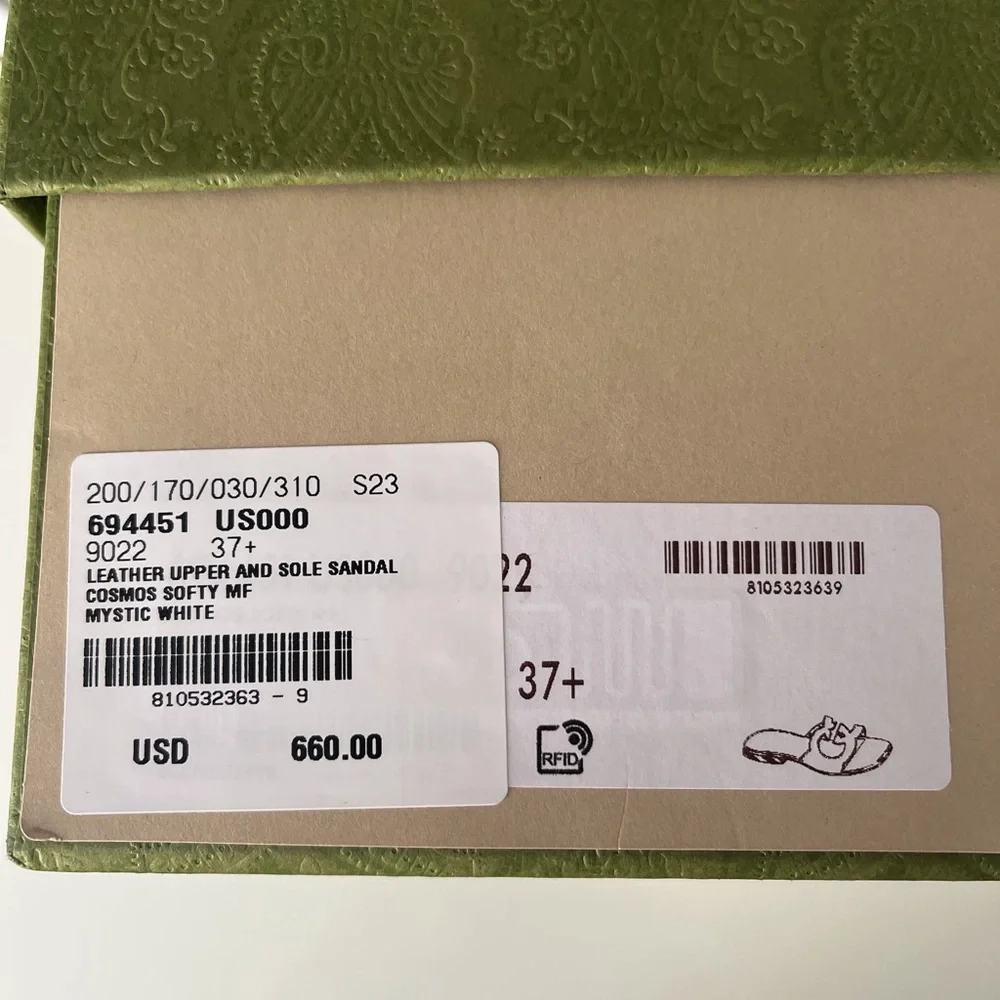 200/170/030/310 S23
694451 US000
9022 37+
LEATHER UPPER AND SOLE SANDAL
COSMOS SOFTY MF
MYSTIC WHITE
810532363 - 9
USD 660.00
22
8105323639
37+
RFID